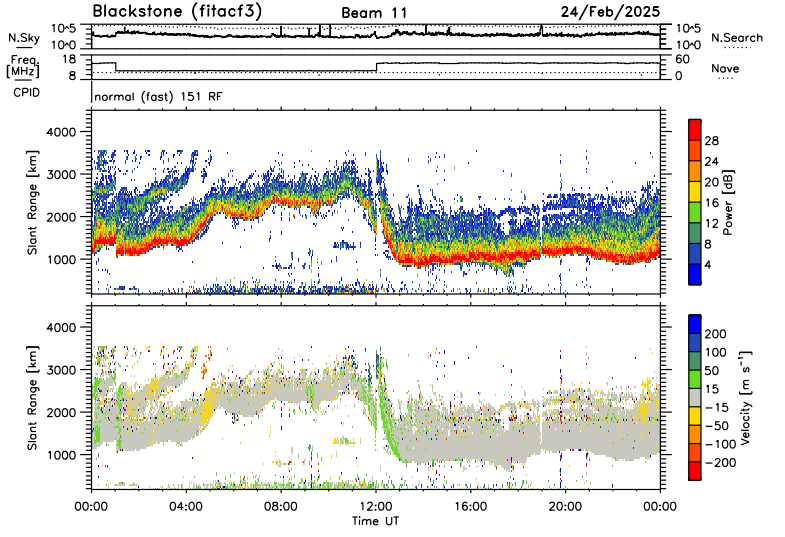 Blackstone (fitacf3) Beam 11 24/Feb/2025
N.Sky 10^5 10^0 10^5 10^0 N.Search
Freq. [MHz] 18 8 60 0 Nave
CPID normal (fast) 151 RF
Slant Range [km] 4000 3000 2000 1000
Power [dB] 28 24 20 16 12 8 4
Slant Range [km] 4000 3000 2000 1000
Velocity [m s^-1] 200 100 50 15 -15 -50 -100 -200
00:00 04:00 08:00 12:00 16:00 20:00 00:00
Time UT